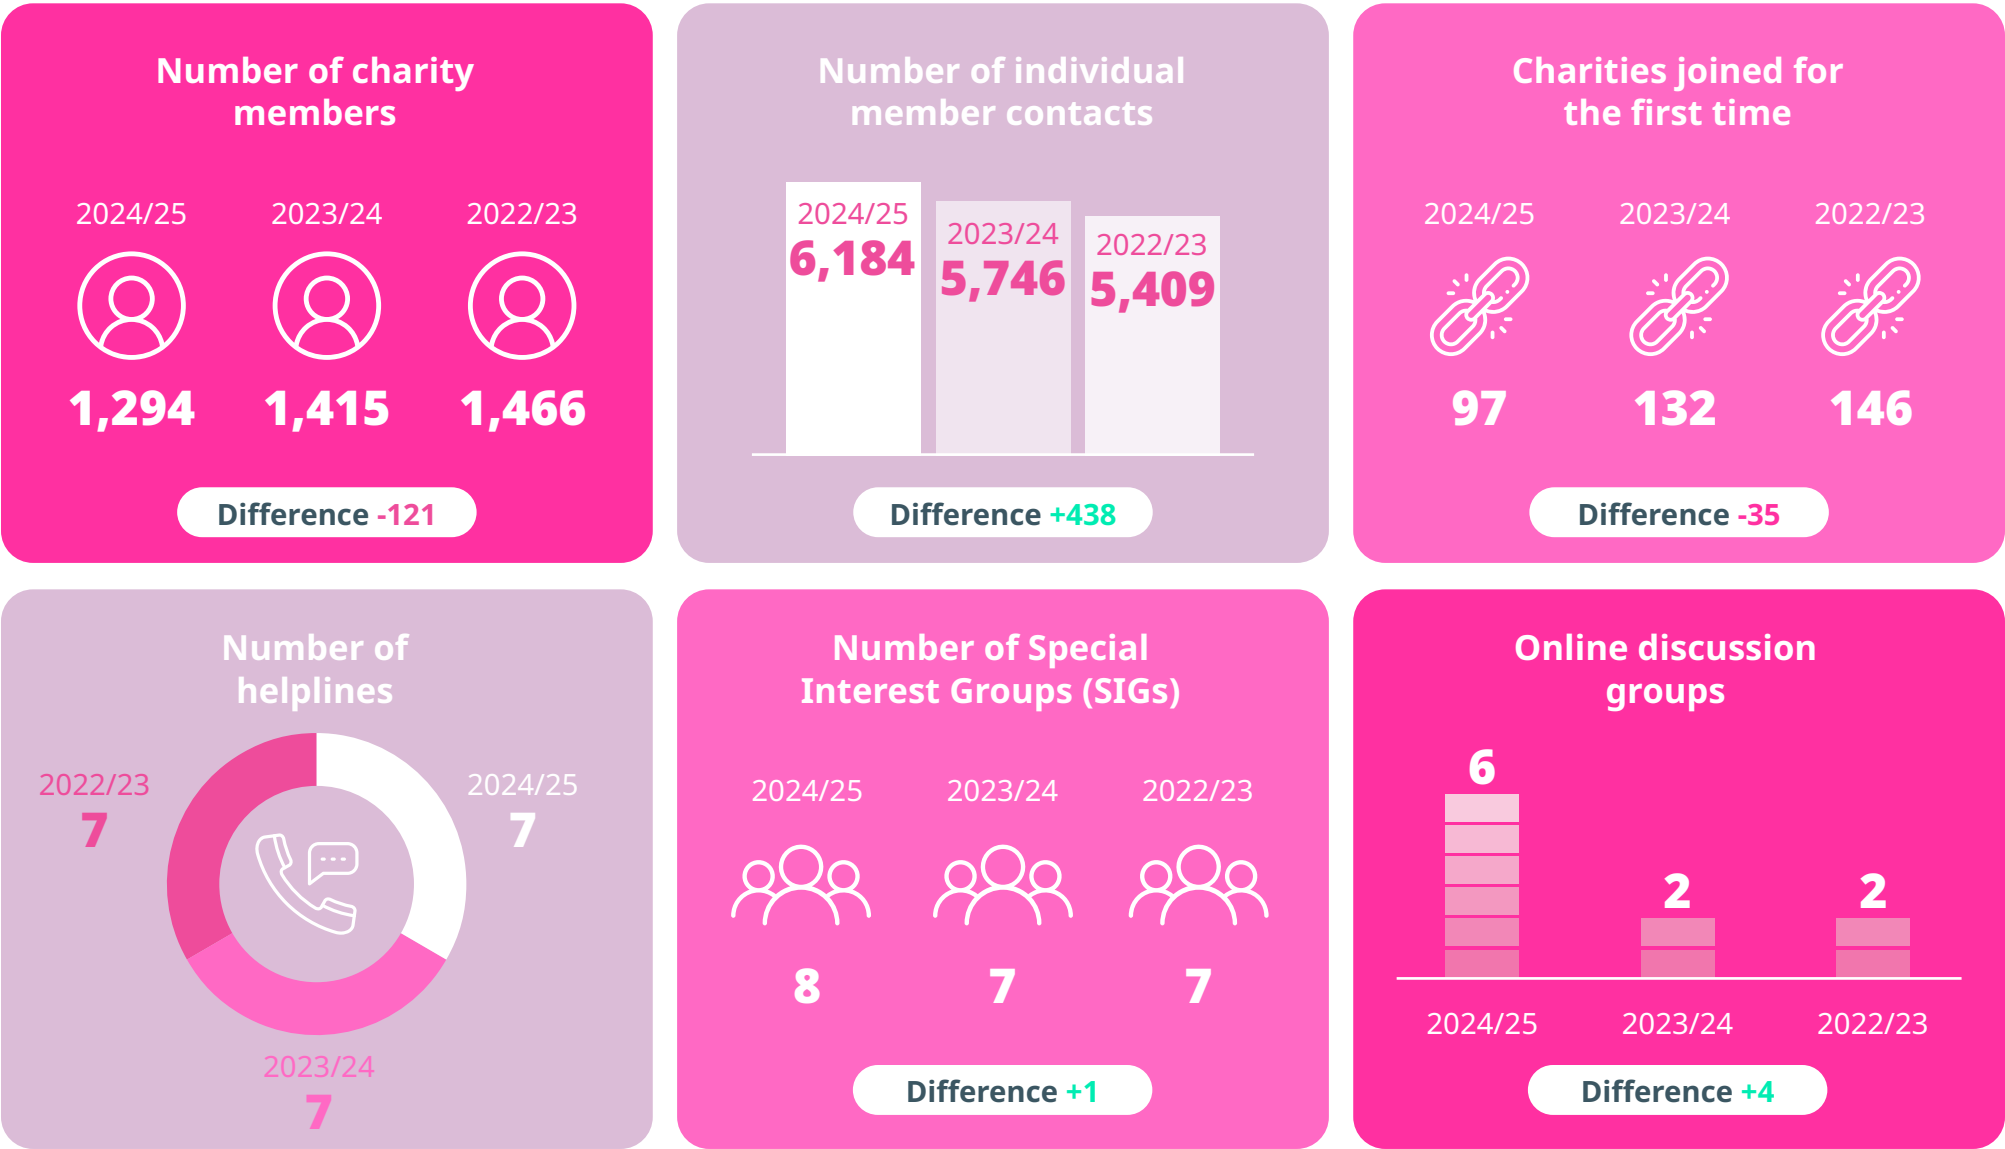 Number of charity
members
2024/25
2023/24
2022/23
1,294
1,415
1,466
Difference -121
Number of individual
member contacts
2024/25
6,184
2023/24
5,746
2022/23
5,409
Difference +438
Charities joined for
the first time
2024/25
2023/24
2022/23
97
132
146
Difference -35
Number of
helplines
2022/23
7
2024/25
7
2023/24
7
Number of Special
Interest Groups (SIGs)
2024/25
2023/24
2022/23
8
7
7
Difference +1
Online discussion
groups
6
2
2
2024/25
2023/24
2022/23
Difference +4